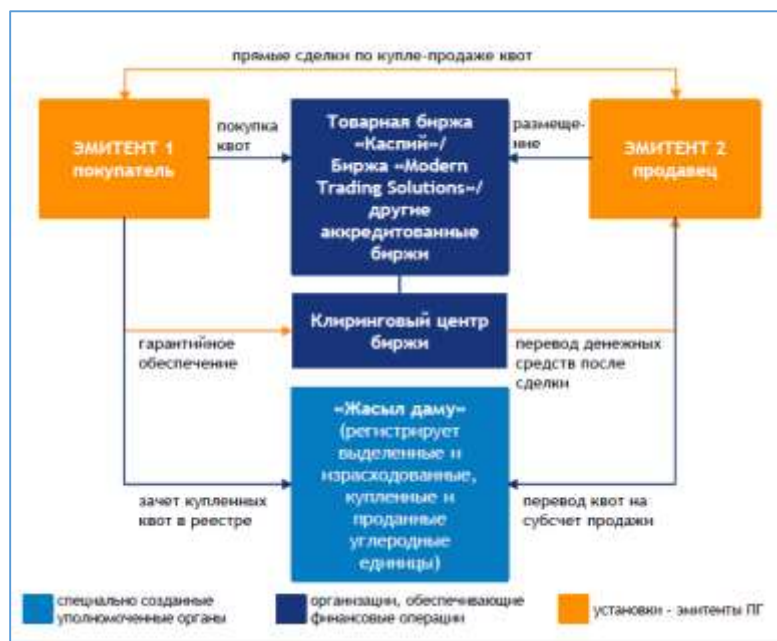 прямые сделки по купле-продаже квот
ЭМИТЕНТ 1
покупатель
покупка
квот
Товарная биржа
«Каспий»/
Биржа «Modern
Trading Solutions»/
другие
аккредитованные
биржи
размеще-
ние
ЭМИТЕНТ 2
продавец
гарантийное
обеспечение
Клиринговый центр
биржи
перевод денежных
средств после
сделки
«Жасыл даму»
(регистрирует
выделенные и
израсходованные,
купленные и
проданные
углеродные
единицы)
зачет купленных
квот в реестре
перевод квот на
субсчет продажи
специально созданные
уполномоченные органы
организации, обеспечивающие
финансовые операции
установки - эмитенты ПГ